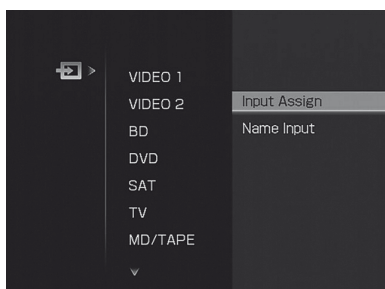 VIDEO 1
VIDEO 2
BD
DVD
SAT
TV
MD/TAPE
Input Assign
Name Input